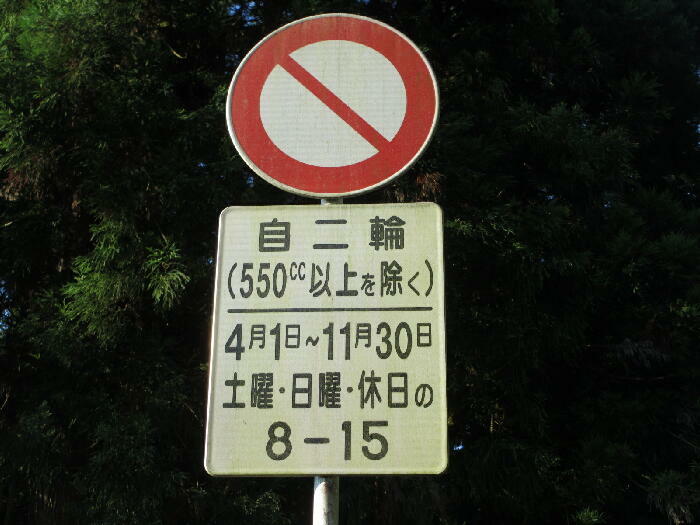 自二輪
(550cc以上を除く)
4月1日~11月30日
土曜・日曜・休日の
8-15